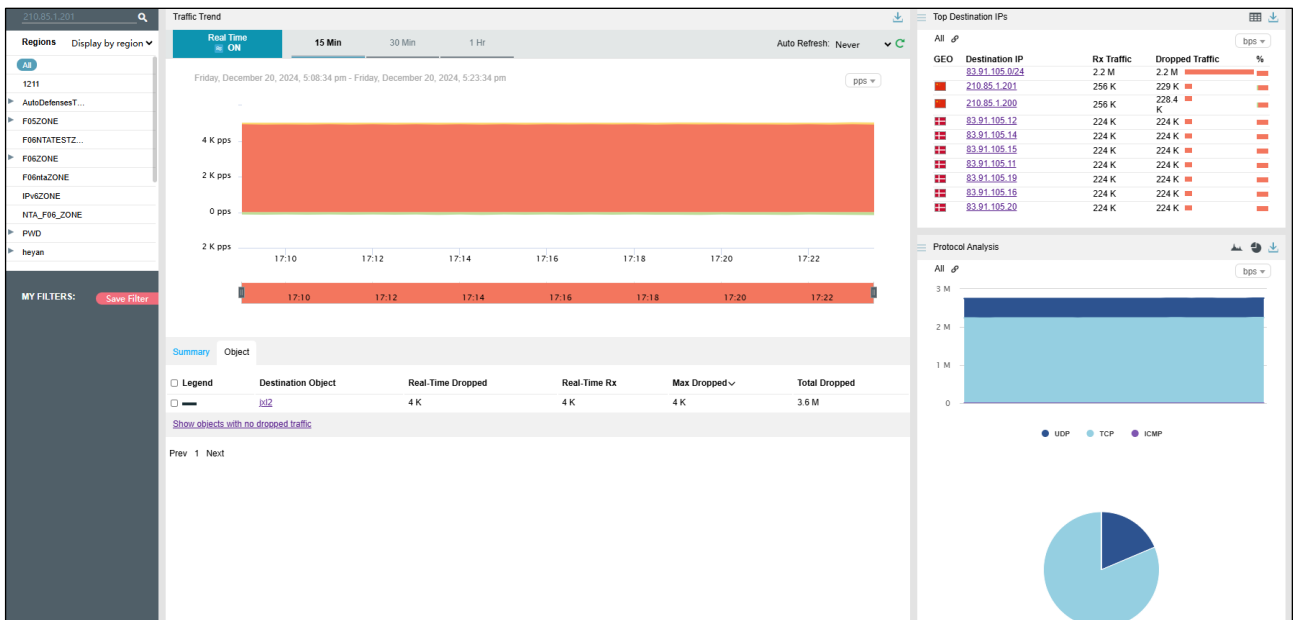 210.85.1.201
Regions Display by region
All
1211
AutoDefensesT...
F05ZONE
F06NTATESTZ...
F06ZONE
F06ntaZONE
IPv6ZONE
NTA_F06_ZONE
PWD
heyan
MY FILTERS: Save Filter
Traffic Trend
Real Time
ON
15 Min 30 Min 1 Hr Auto Refresh: Never
Friday, December 20, 2024, 5:08:34 pm - Friday, December 20, 2024, 5:23:34 pm pps
4 K pps
2 K pps
0 pps
2 K pps
17:10 17:12 17:14 17:16 17:18 17:20 17:22
17:10 17:12 17:14 17:16 17:18 17:20 17:22
Summary Object
Legend Destination Object Real-Time Dropped Real-Time Rx Max Dropped Total Dropped
jxl2 4 K 4 K 4 K 3.6 M
Show objects with no dropped traffic
Prev 1 Next
Top Destination IPs
All bps
GEO Destination IP Rx Traffic Dropped Traffic %
83.91.105.0/24 2.2 M 2.2 M
210.85.1.201 256 K 229 K
210.85.1.200 256 K 228.4 K
83.91.105.12 224 K 224 K
83.91.105.14 224 K 224 K
83.91.105.15 224 K 224 K
83.91.105.11 224 K 224 K
83.91.105.19 224 K 224 K
83.91.105.16 224 K 224 K
83.91.105.20 224 K 224 K
Protocol Analysis
All bps
3 M
2 M
1 M
0
UDP TCP ICMP